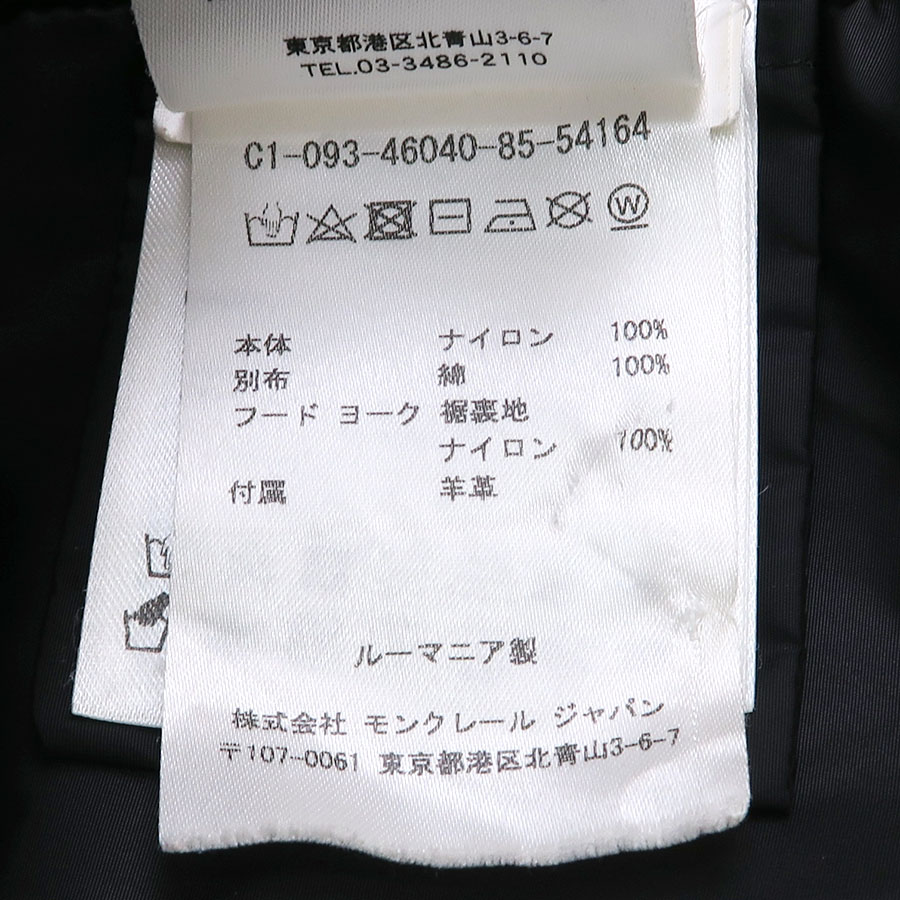 東京都港区北青山3-6-7
TEL.03-3486-2110
C1-093-46040-85-54164
W
本体 ナイロン 100%
別布 綿 100%
フード ヨーク 裾裏地
ナイロン 100%
付属 羊革
ルーマニア製
株式会社 モンクレール ジャパン
〒107-0061 東京都港区北青山3-6-7